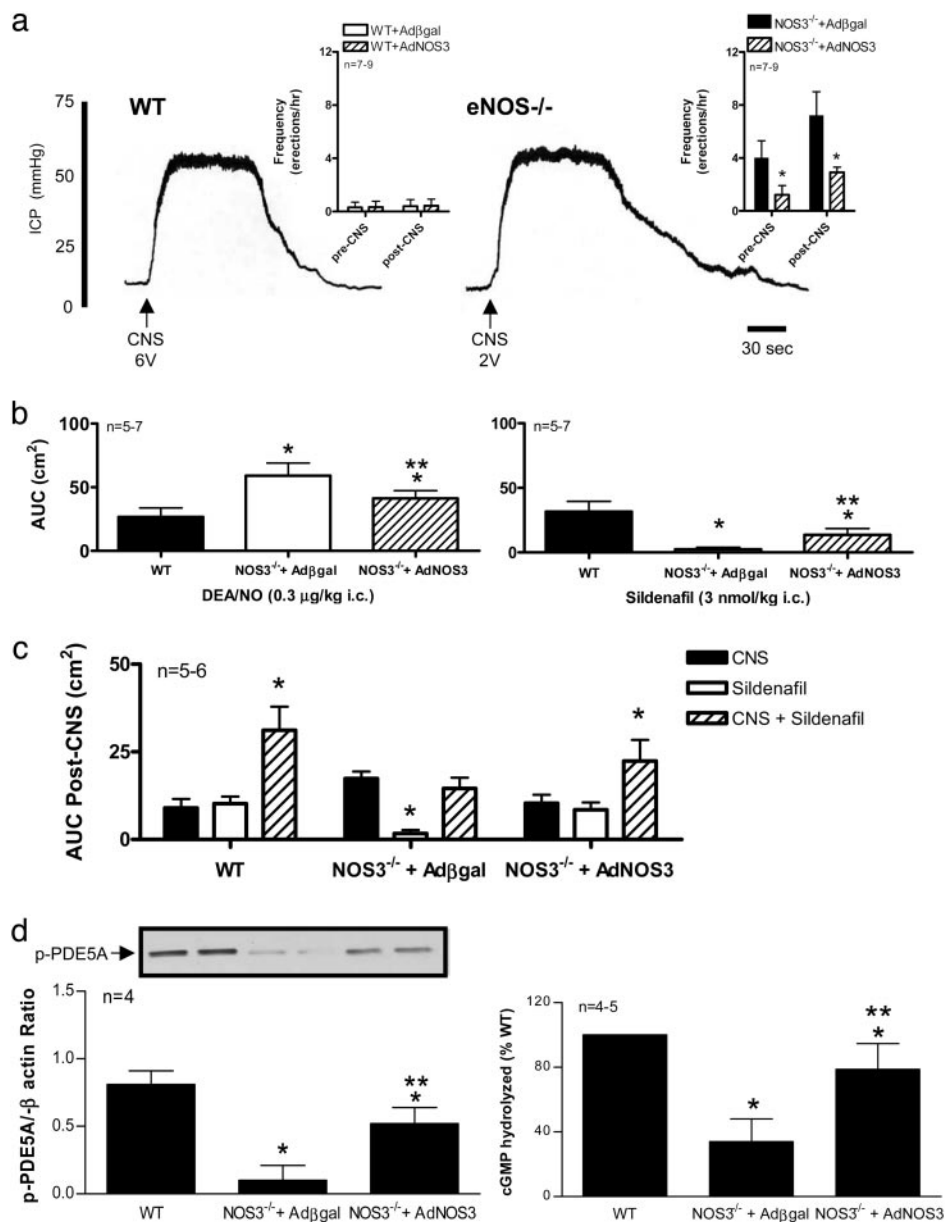 a
WT+Adβgal
WT+AdNOS3
n=7-9
Frequency
(erections/hr)
12
8
4
0
pre-CNS
post-CNS
WT
ICP (mmHg)
75
50
25
0
CNS
6V
NOS3-/-+Adβgal
NOS3-/-+AdNOS3
n=7-9
Frequency
(erections/hr)
12
8
4
0
*
*
pre-CNS
post-CNS
eNOS-/-
CNS
2V
30 sec
b
AUC (cm²)
100
50
0
n=5-7
*
**
*
WT
NOS3-/-+ Adβgal
NOS3-/-+ AdNOS3
DEA/NO (0.3 µg/kg i.c.)
100
50
0
n=5-7
*
**
*
WT
NOS3-/-+ Adβgal
NOS3-/-+ AdNOS3
Sildenafil (3 nmol/kg i.c.)
c
AUC Post-CNS (cm²)
50
25
0
n=5-6
*
*
*
CNS
Sildenafil
CNS + Sildenafil
WT
NOS3-/- + Adβgal
NOS3-/- + AdNOS3
d
p-PDE5A
p-PDE5A/-β actin Ratio
1.5
1.0
0.5
0.0
n=4
*
**
*
WT
NOS3-/-+ Adβgal
NOS3-/- + AdNOS3
cGMP hydrolyzed (% WT)
120
80
40
0
n=4-5
*
**
*
WT
NOS3-/- + Adβgal
NOS3-/- + AdNOS3